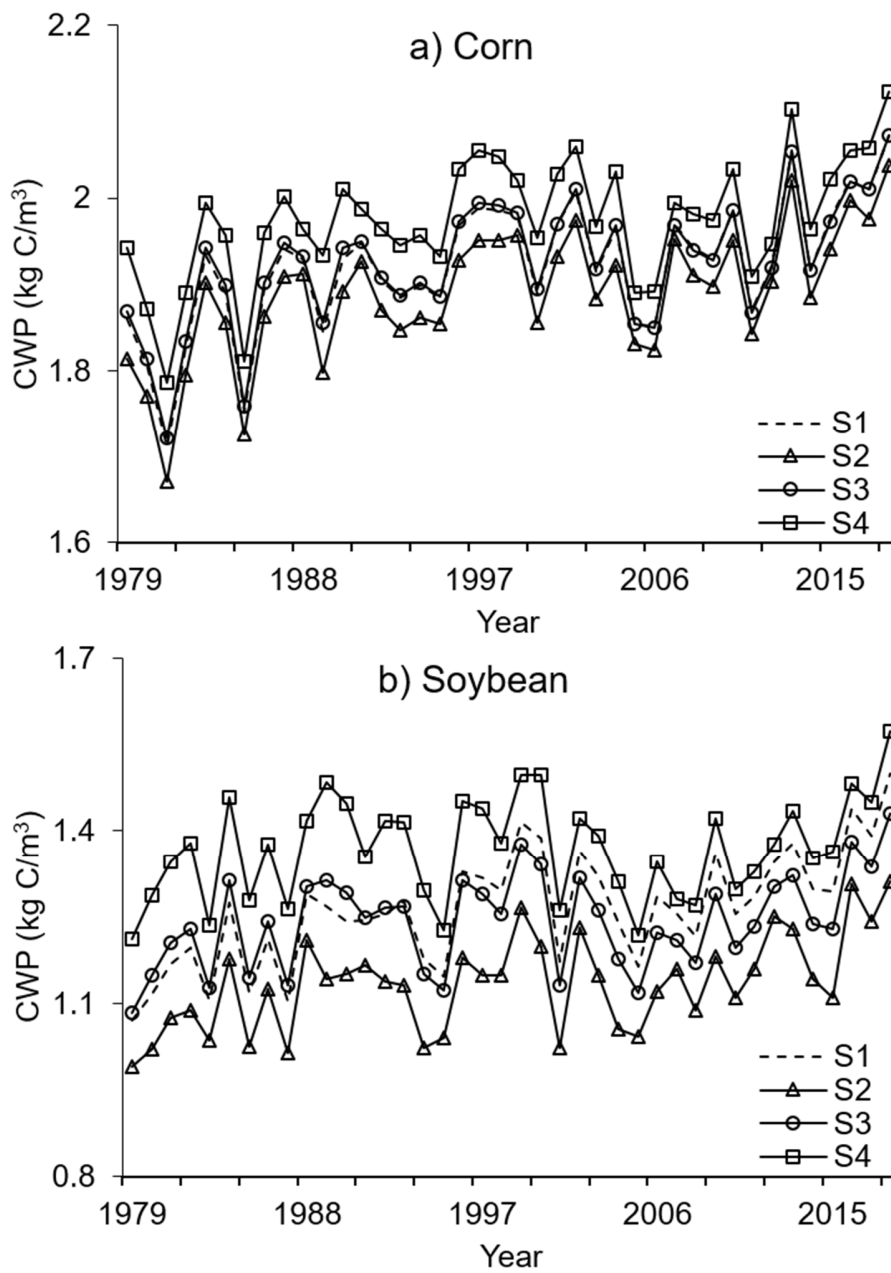 a) Corn
2.2
2
1.8
1.6
CWP (kg C/m³)
S1
S2
S3
S4
1979 1988 1997 2006 2015
Year
b) Soybean
1.7
1.4
1.1
0.8
CWP (kg C/m³)
S1
S2
S3
S4
1979 1988 1997 2006 2015
Year